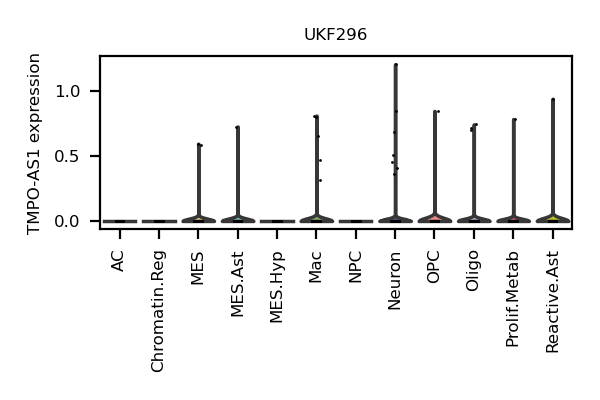 UKF296
TMPO-AS1 expression
1.0
0.5
0.0
AC
Chromatin.Reg
MES
MES.Ast
MES.Hyp
Mac
NPC
Neuron
OPC
Oligo
Prolif.Metab
Reactive.Ast